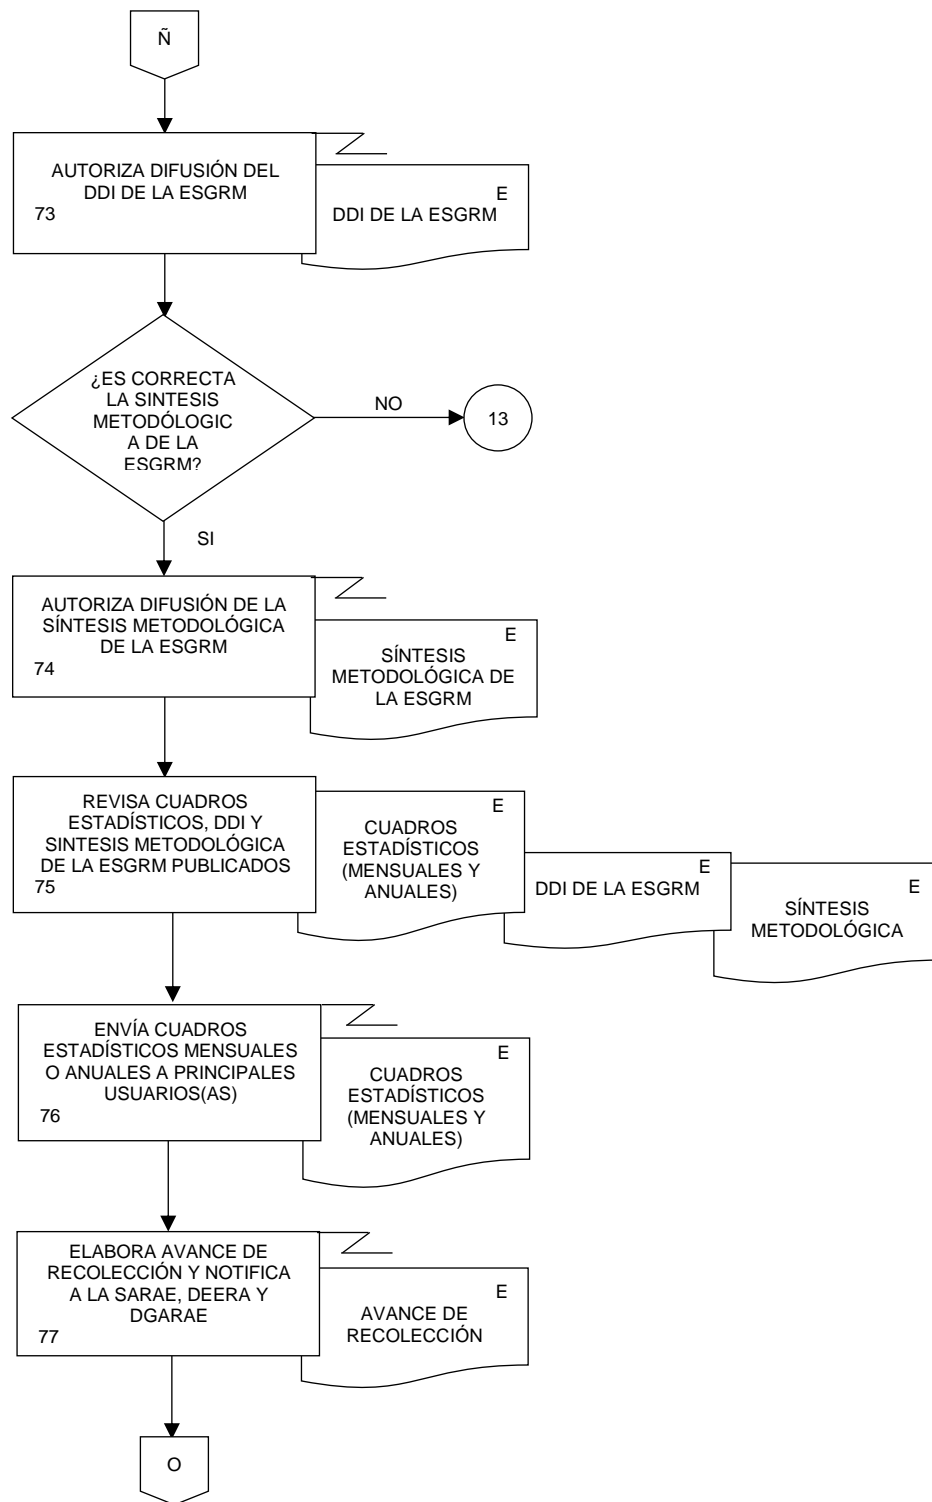 Ñ
AUTORIZA DIFUSIÓN DEL
DDI DE LA ESGRM
73
E
DDI DE LA ESGRM
¿ES CORRECTA
LA SINTESIS
METODÓLOGIC
A DE LA
ESGRM?
NO
13
SI
AUTORIZA DIFUSIÓN DE LA
SÍNTESIS METODOLÓGICA
DE LA ESGRM
74
E
SÍNTESIS
METODOLÓGICA DE
LA ESGRM
REVISA CUADROS
ESTADÍSTICOS, DDI Y
SINTESIS METODOLÓGICA
DE LA ESGRM PUBLICADOS
75
E
CUADROS
ESTADÍSTICOS
(MENSUALES Y
ANUALES)
E
DDI DE LA ESGRM
E
SÍNTESIS
METODOLÓGICA
ENVÍA CUADROS
ESTADÍSTICOS MENSUALES
O ANUALES A PRINCIPALES
USUARIOS(AS)
76
E
CUADROS
ESTADÍSTICOS
(MENSUALES Y
ANUALES)
ELABORA AVANCE DE
RECOLECCIÓN Y NOTIFICA
A LA SARAE, DEERA Y
DGARAE
77
E
AVANCE DE
RECOLECCIÓN
O